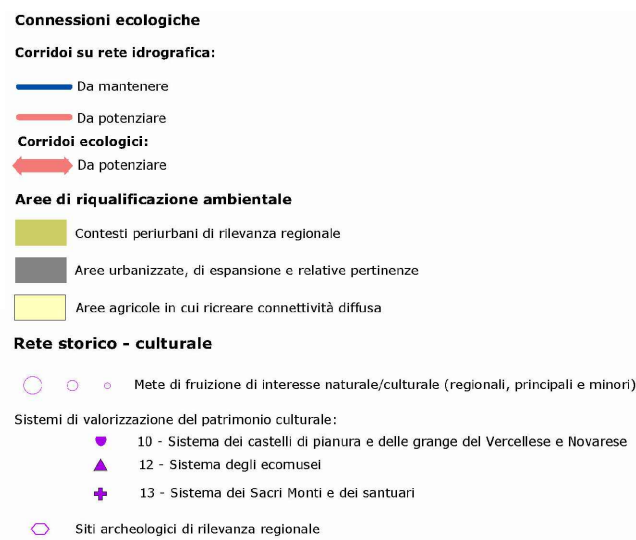 Connessioni ecologiche
Corridoi su rete idrografica:
Da mantenere
Da potenziare
Corridoi ecologici:
Da potenziare
Aree di riqualificazione ambientale
Contesti periurbani di rilevanza regionale
Aree urbanizzate, di espansione e relative pertinenze
Aree agricole in cui ricreare connettività diffusa
Rete storico - culturale
Mete di fruizione di interesse naturale/culturale (regionali, principali e minori)
Sistemi di valorizzazione del patrimonio culturale:
10 - Sistema dei castelli di pianura e delle grange del Vercellese e Novarese
12 - Sistema degli ecomusei
13 - Sistema dei Sacri Monti e dei santuari
Siti archeologici di rilevanza regionale